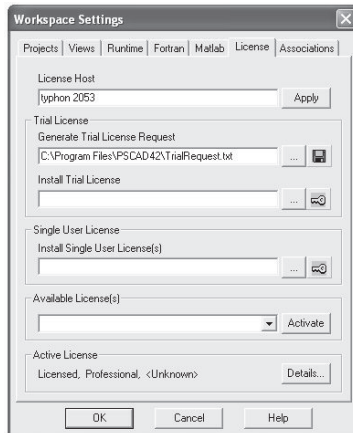 Workspace Settings
Projects Views Runtime Fortran Matlab License Associations
License Host
typhon 2053 Apply
Trial License
Generate Trial License Request
C:\Program Files\PSCAD42\TrialRequest.txt ...
Install Trial License
...
Single User License
Install Single User License(s)
...
Available License(s)
Activate
Active License
Licensed, Professional, <Unknown> Details...
OK Cancel Help